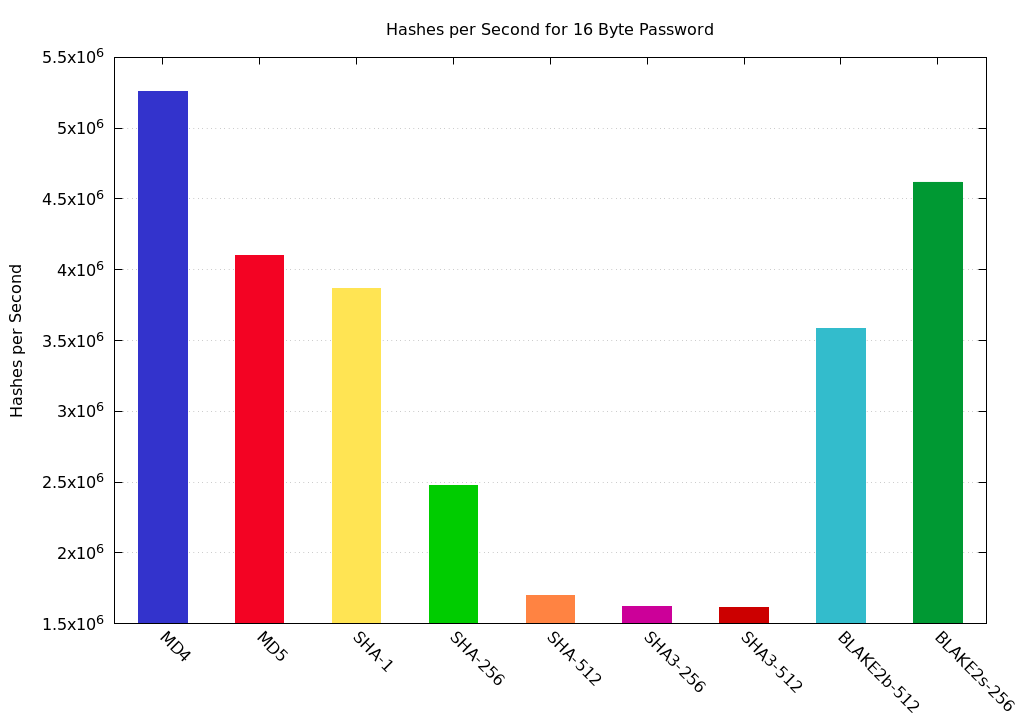 Hashes per Second for 16 Byte Password
5.5x10⁶
5x10⁶
4.5x10⁶
4x10⁶
3.5x10⁶
3x10⁶
2.5x10⁶
2x10⁶
1.5x10⁶
Hashes per Second
MD4
MD5
SHA-1
SHA-256
SHA-512
SHA3-256
SHA3-512
BLAKE2b-512
BLAKE2s-256